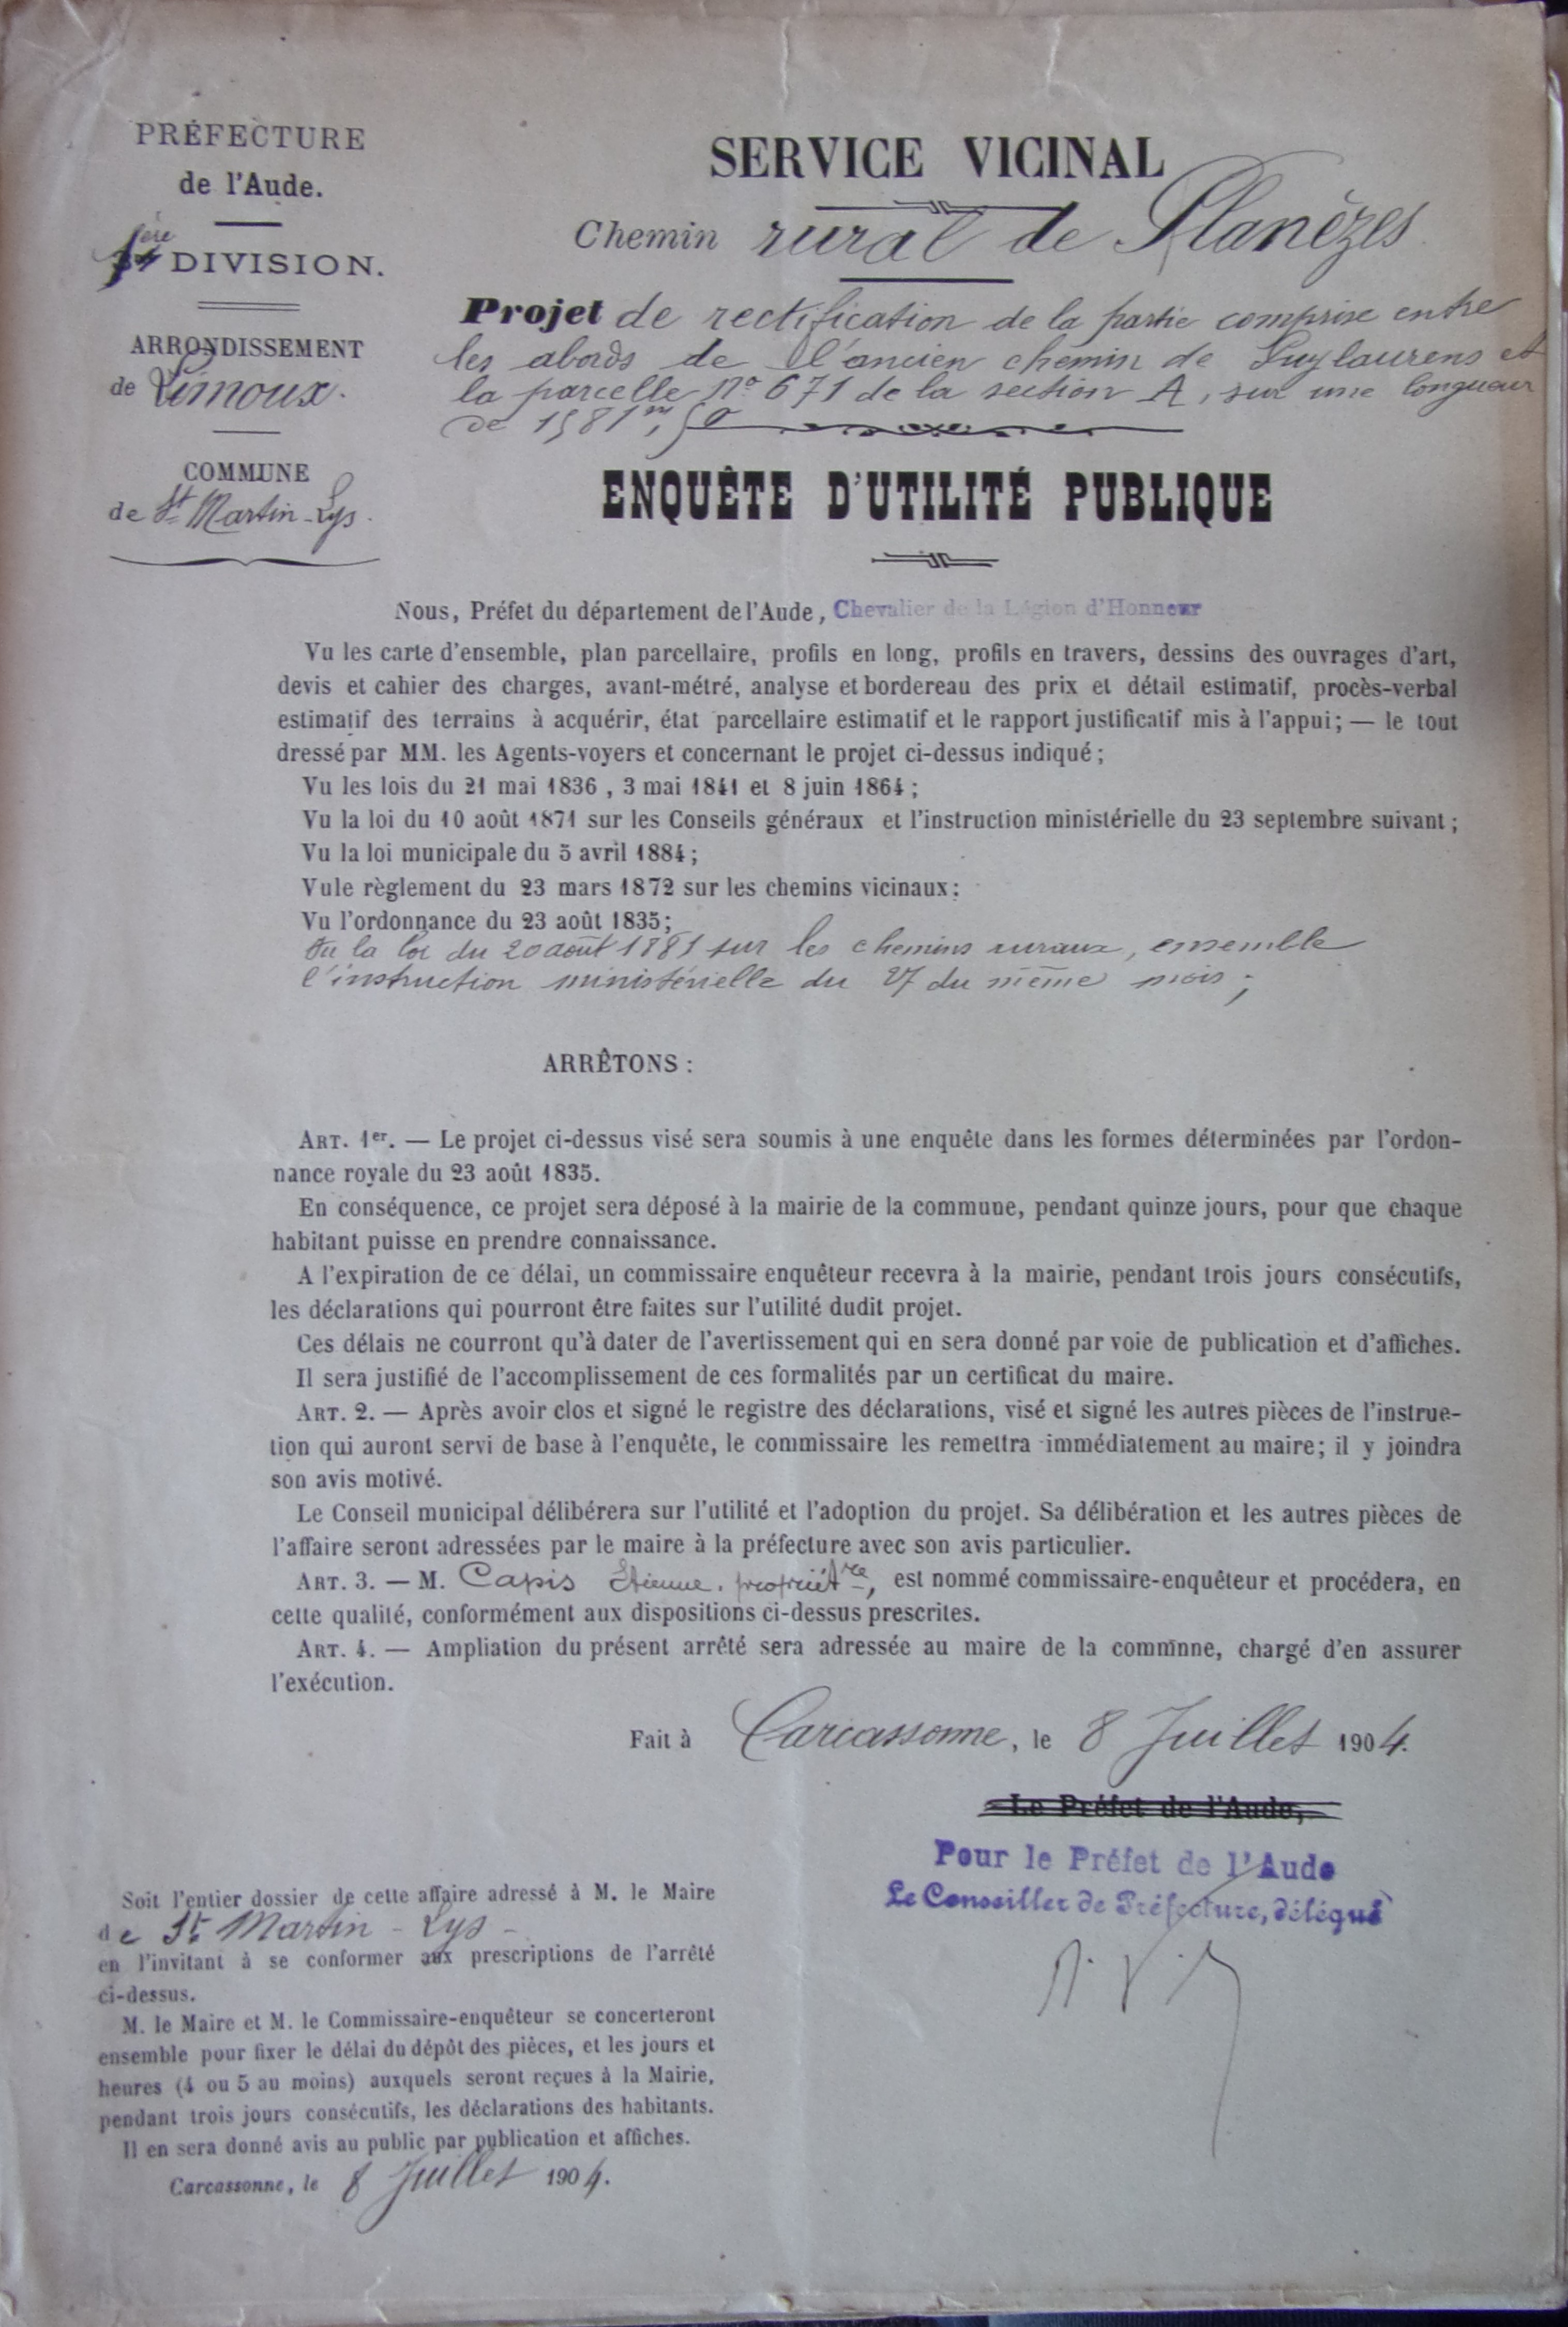 PRÉFECTURE
de l'Aude.
1ère DIVISION.
ARRONDISSEMENT
de Limoux.
COMMUNE
de St Martin-Lys.
SERVICE VICINAL
Chemin rural de Planèzes
Projet de rectification de la partie comprise entre
les abords de l'ancien chemin de Puylaurens et
la parcelle No 671 de la section A, sur une longueur
de 1581m,50
ENQUÊTE D'UTILITÉ PUBLIQUE
Nous, Préfet du département de l'Aude, Chevalier de la Légion d'Honneur
Vu les carte d'ensemble, plan parcellaire, profils en long, profils en travers, dessins des ouvrages d'art,
devis et cahier des charges, avant-métré, analyse et bordereau des prix et détail estimatif, procès-verbal
estimatif des terrains à acquérir, état parcellaire estimatif et le rapport justificatif mis à l'appui; — le tout
dressé par MM. les Agents-voyers et concernant le projet ci-dessus indiqué;
Vu les lois du 21 mai 1836, 3 mai 1841 et 8 juin 1864;
Vu la loi du 10 août 1871 sur les Conseils généraux et l'instruction ministérielle du 23 septembre suivant;
Vu la loi municipale du 5 avril 1884;
Vu le règlement du 23 mars 1872 sur les chemins vicinaux;
Vu l'ordonnance du 23 août 1835;
Vu la loi du 20 août 1881 sur les chemins ruraux, ensemble
l'instruction ministérielle du 27 du même mois;
ARRÊTONS :
ART. 1er. — Le projet ci-dessus visé sera soumis à une enquête dans les formes déterminées par l'ordon-
nance royale du 23 août 1835.
En conséquence, ce projet sera déposé à la mairie de la commune, pendant quinze jours, pour que chaque
habitant puisse en prendre connaissance.
A l'expiration de ce délai, un commissaire enquêteur recevra à la mairie, pendant trois jours consécutifs,
les déclarations qui pourront être faites sur l'utilité dudit projet.
Ces délais ne courront qu'à dater de l'avertissement qui en sera donné par voie de publication et d'affiches.
Il sera justifié de l'accomplissement de ces formalités par un certificat du maire.
ART. 2. — Après avoir clos et signé le registre des déclarations, visé et signé les autres pièces de l'instruc-
tion qui auront servi de base à l'enquête, le commissaire les remettra immédiatement au maire; il y joindra
son avis motivé.
Le Conseil municipal délibérera sur l'utilité et l'adoption du projet. Sa délibération et les autres pièces de
l'affaire seront adressées par le maire à la préfecture avec son avis particulier.
ART. 3. — M. Capis Etienne, propriétre, est nommé commissaire-enquêteur et procédera, en
cette qualité, conformément aux dispositions ci-dessus prescrites.
ART. 4. — Ampliation du présent arrêté sera adressée au maire de la commnne, chargé d'en assurer
l'exécution.
Fait à Carcassonne, le 8 Juillet 1904.
Le Préfet de l'Aude,
Pour le Préfet de l'Aude
Le Conseiller de Préfecture, délégué
Soit l'entier dossier de cette affaire adressé à M. le Maire
de St Martin-Lys-
en l'invitant à se conformer aux prescriptions de l'arrêté
ci-dessus.
M. le Maire et M. le Commissaire-enquêteur se concerteront
ensemble pour fixer le délai du dépôt des pièces, et les jours et
heures (4 ou 5 au moins) auxquels seront reçues à la Mairie,
pendant trois jours consécutifs, les déclarations des habitants.
Il en sera donné avis au public par publication et affiches.
Carcassonne, le 8 Juillet 1904.